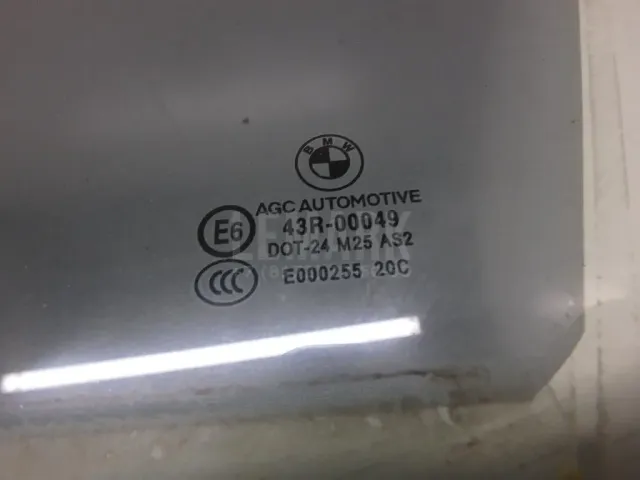 BMW
AGC AUTOMOTIVE
E6 43R-00049
DOT-24 M25 AS2
CCC E000255 20C